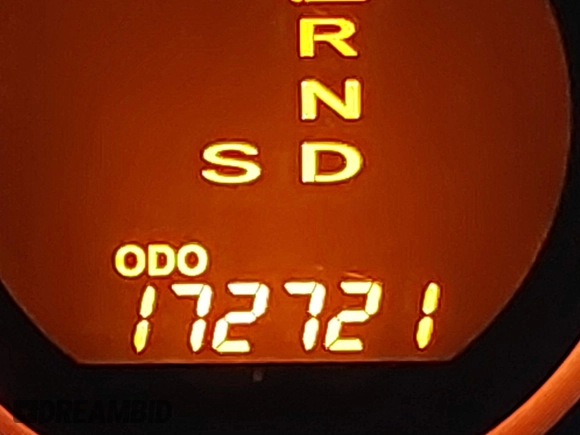 R
N
S D
ODO
172721
DREAMBID